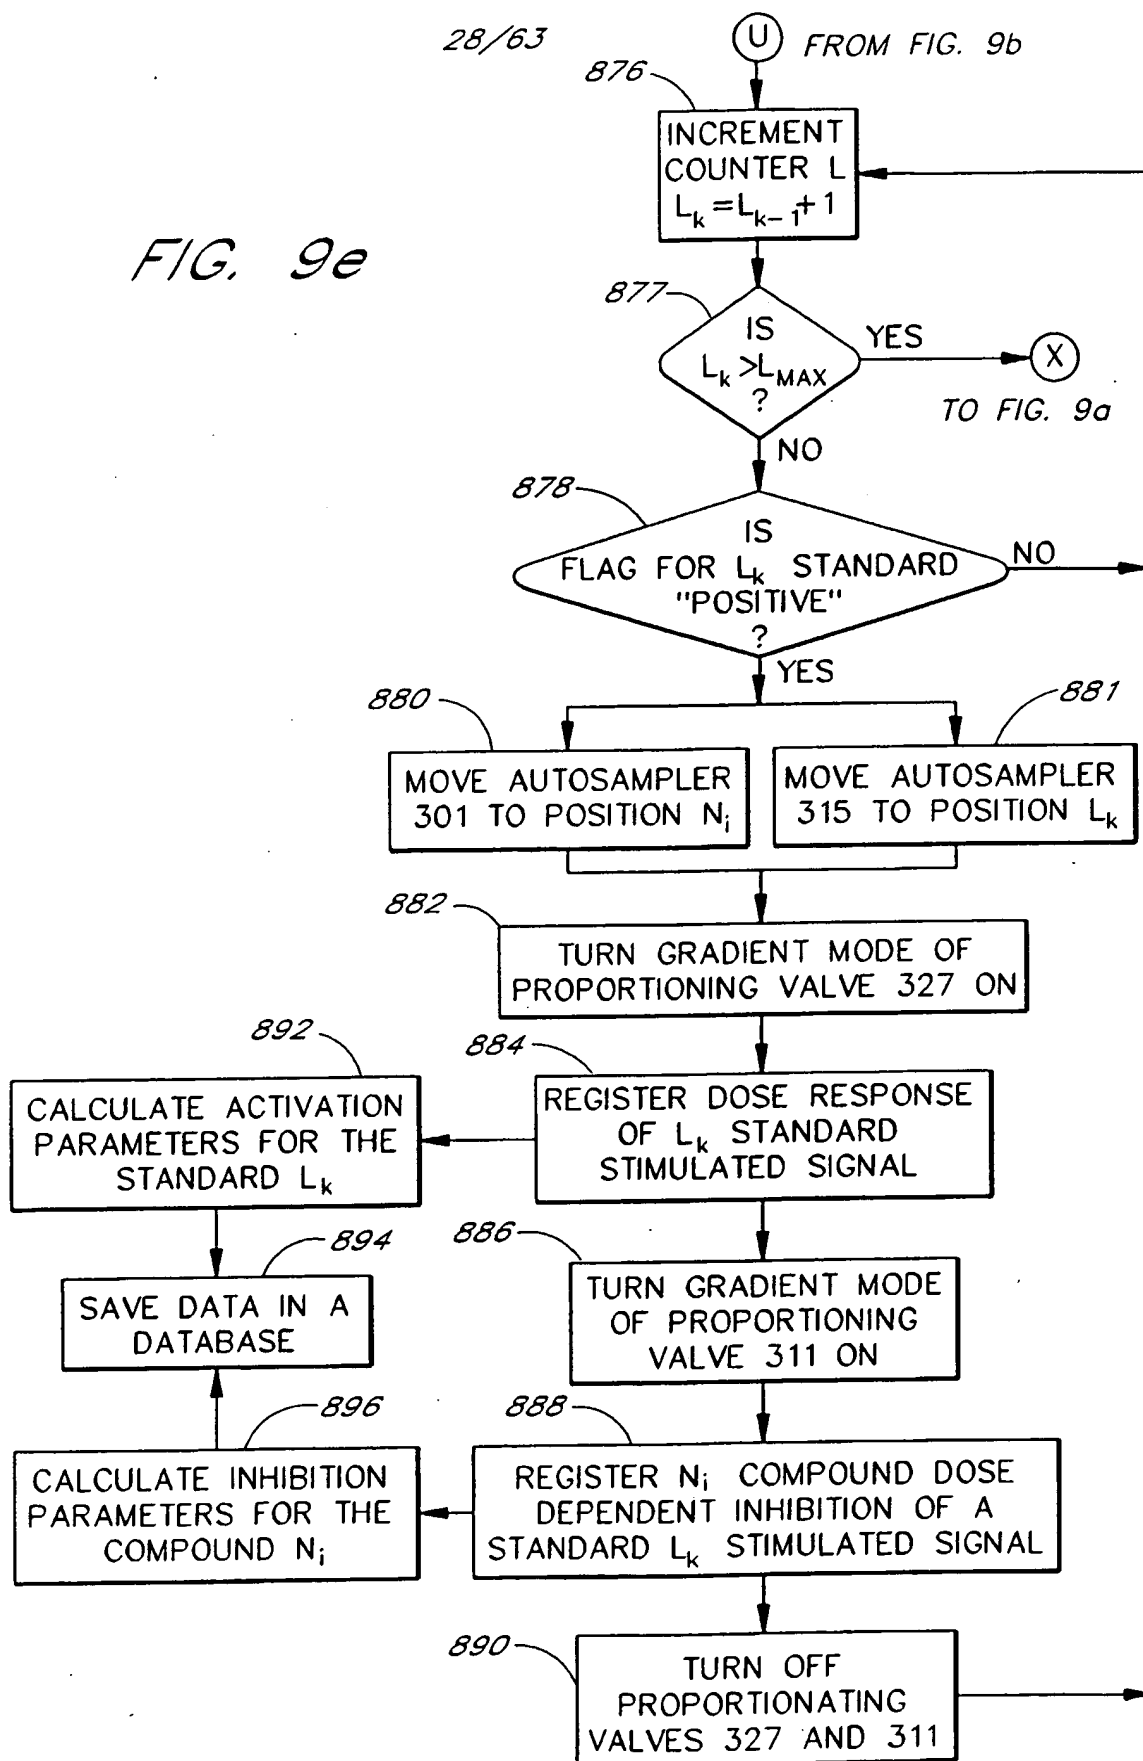 28/63
U FROM FIG. 9b
876
INCREMENT
COUNTER L
Lk=Lk-1+1
FIG. 9e
877
IS
Lk>LMAX
?
YES
X
TO FIG. 9a
NO
878
IS
FLAG FOR Lk STANDARD
"POSITIVE"
?
NO
YES
880
MOVE AUTOSAMPLER
301 TO POSITION Ni
881
MOVE AUTOSAMPLER
315 TO POSITION Lk
882
TURN GRADIENT MODE OF
PROPORTIONING VALVE 327 ON
892
CALCULATE ACTIVATION
PARAMETERS FOR THE
STANDARD Lk
884
REGISTER DOSE RESPONSE
OF Lk STANDARD
STIMULATED SIGNAL
894
SAVE DATA IN A
DATABASE
886
TURN GRADIENT MODE
OF PROPORTIONING
VALVE 311 ON
896
CALCULATE INHIBITION
PARAMETERS FOR THE
COMPOUND Ni
888
REGISTER Ni COMPOUND DOSE
DEPENDENT INHIBITION OF A
STANDARD Lk STIMULATED SIGNAL
890
TURN OFF
PROPORTIONATING
VALVES 327 AND 311